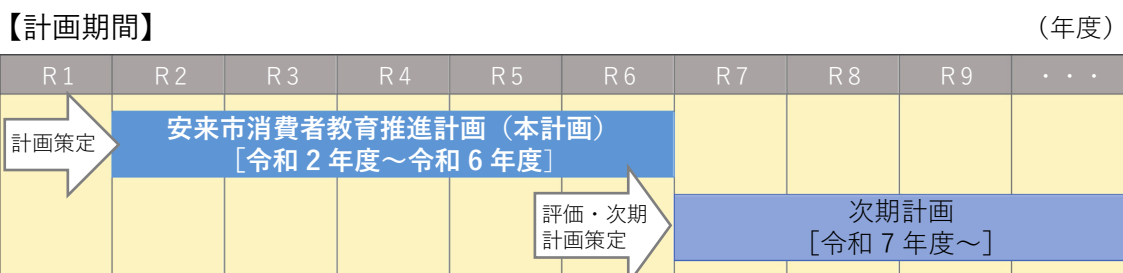 【計画期間】
（年度）
R1 R2 R3 R4 R5 R6 R7 R8 R9 ・・・
計画策定
安来市消費者教育推進計画（本計画）
［令和２年度～令和６年度］
評価・次期
計画策定
次期計画
［令和７年度～］